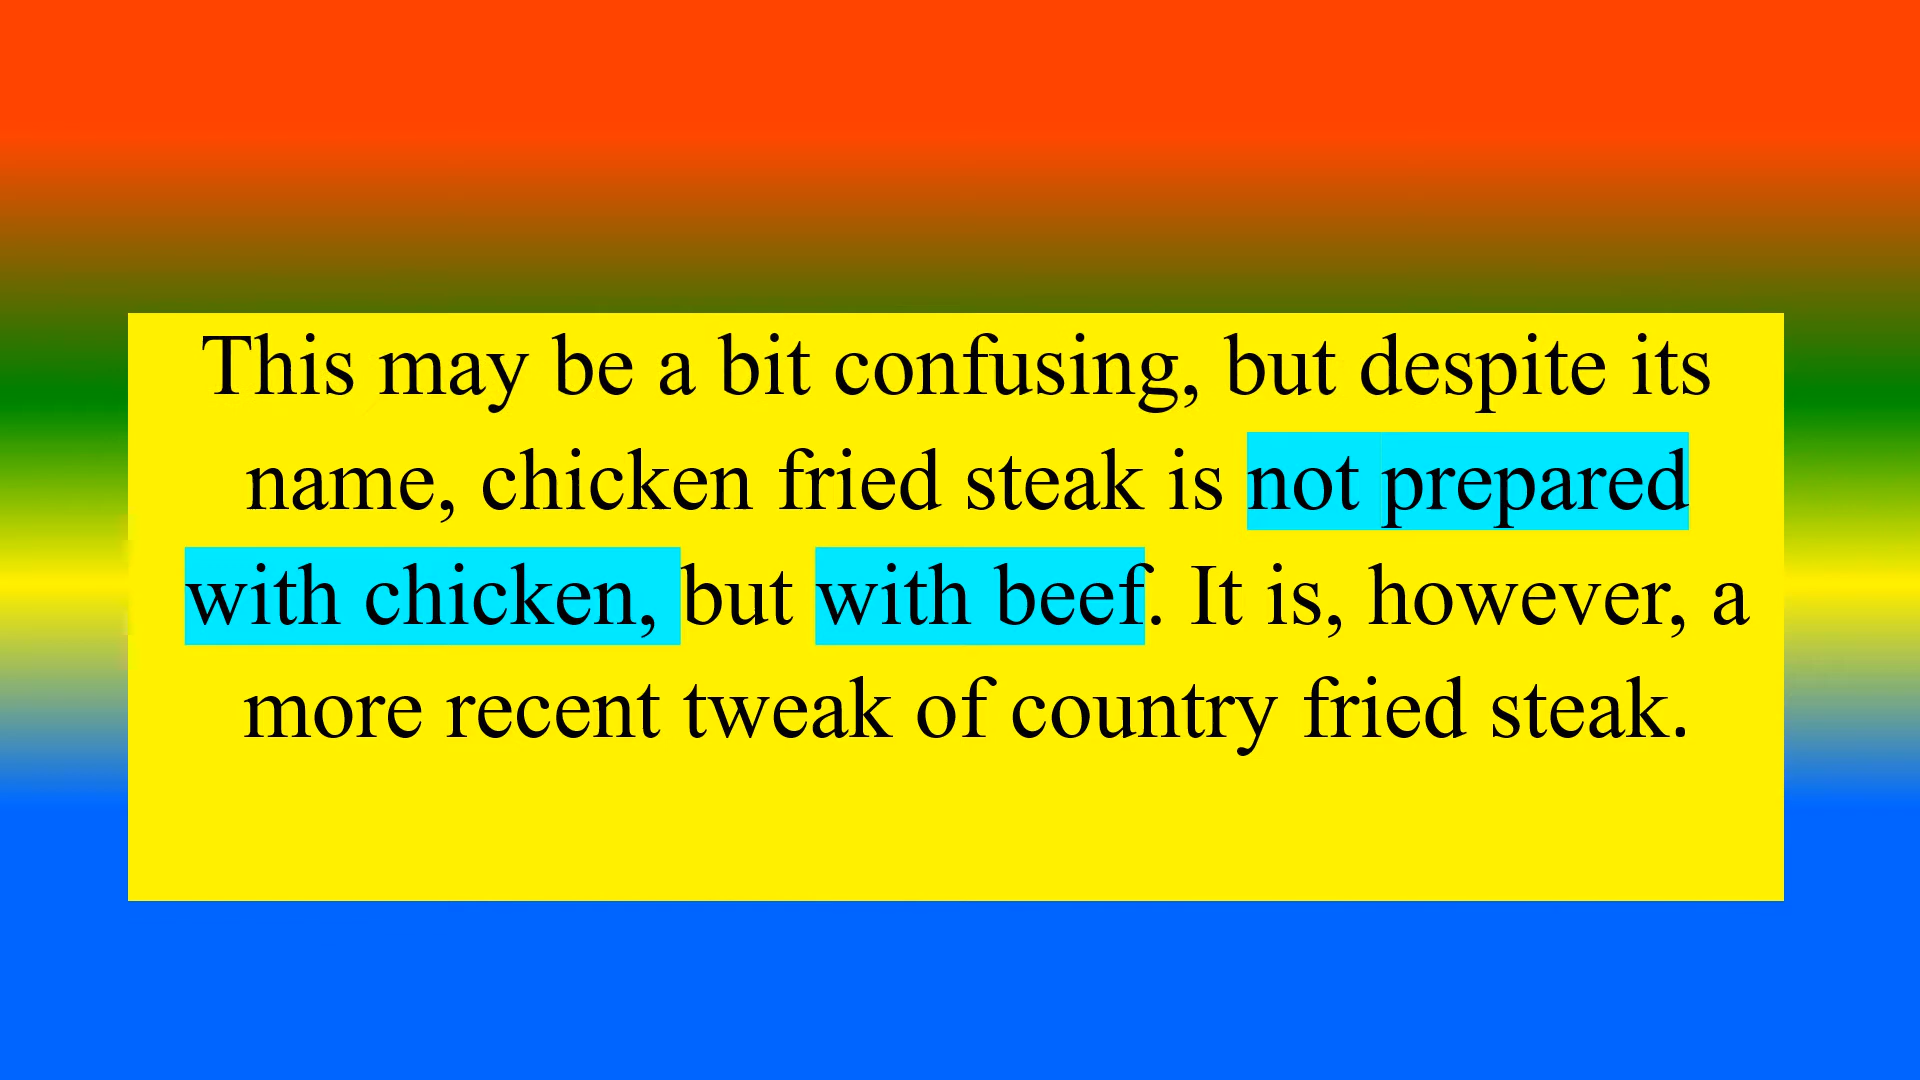 This may be a bit confusing, but despite its
name, chicken fried steak is not prepared
with chicken, but with beef. It is, however, a
more recent tweak of country fried steak.